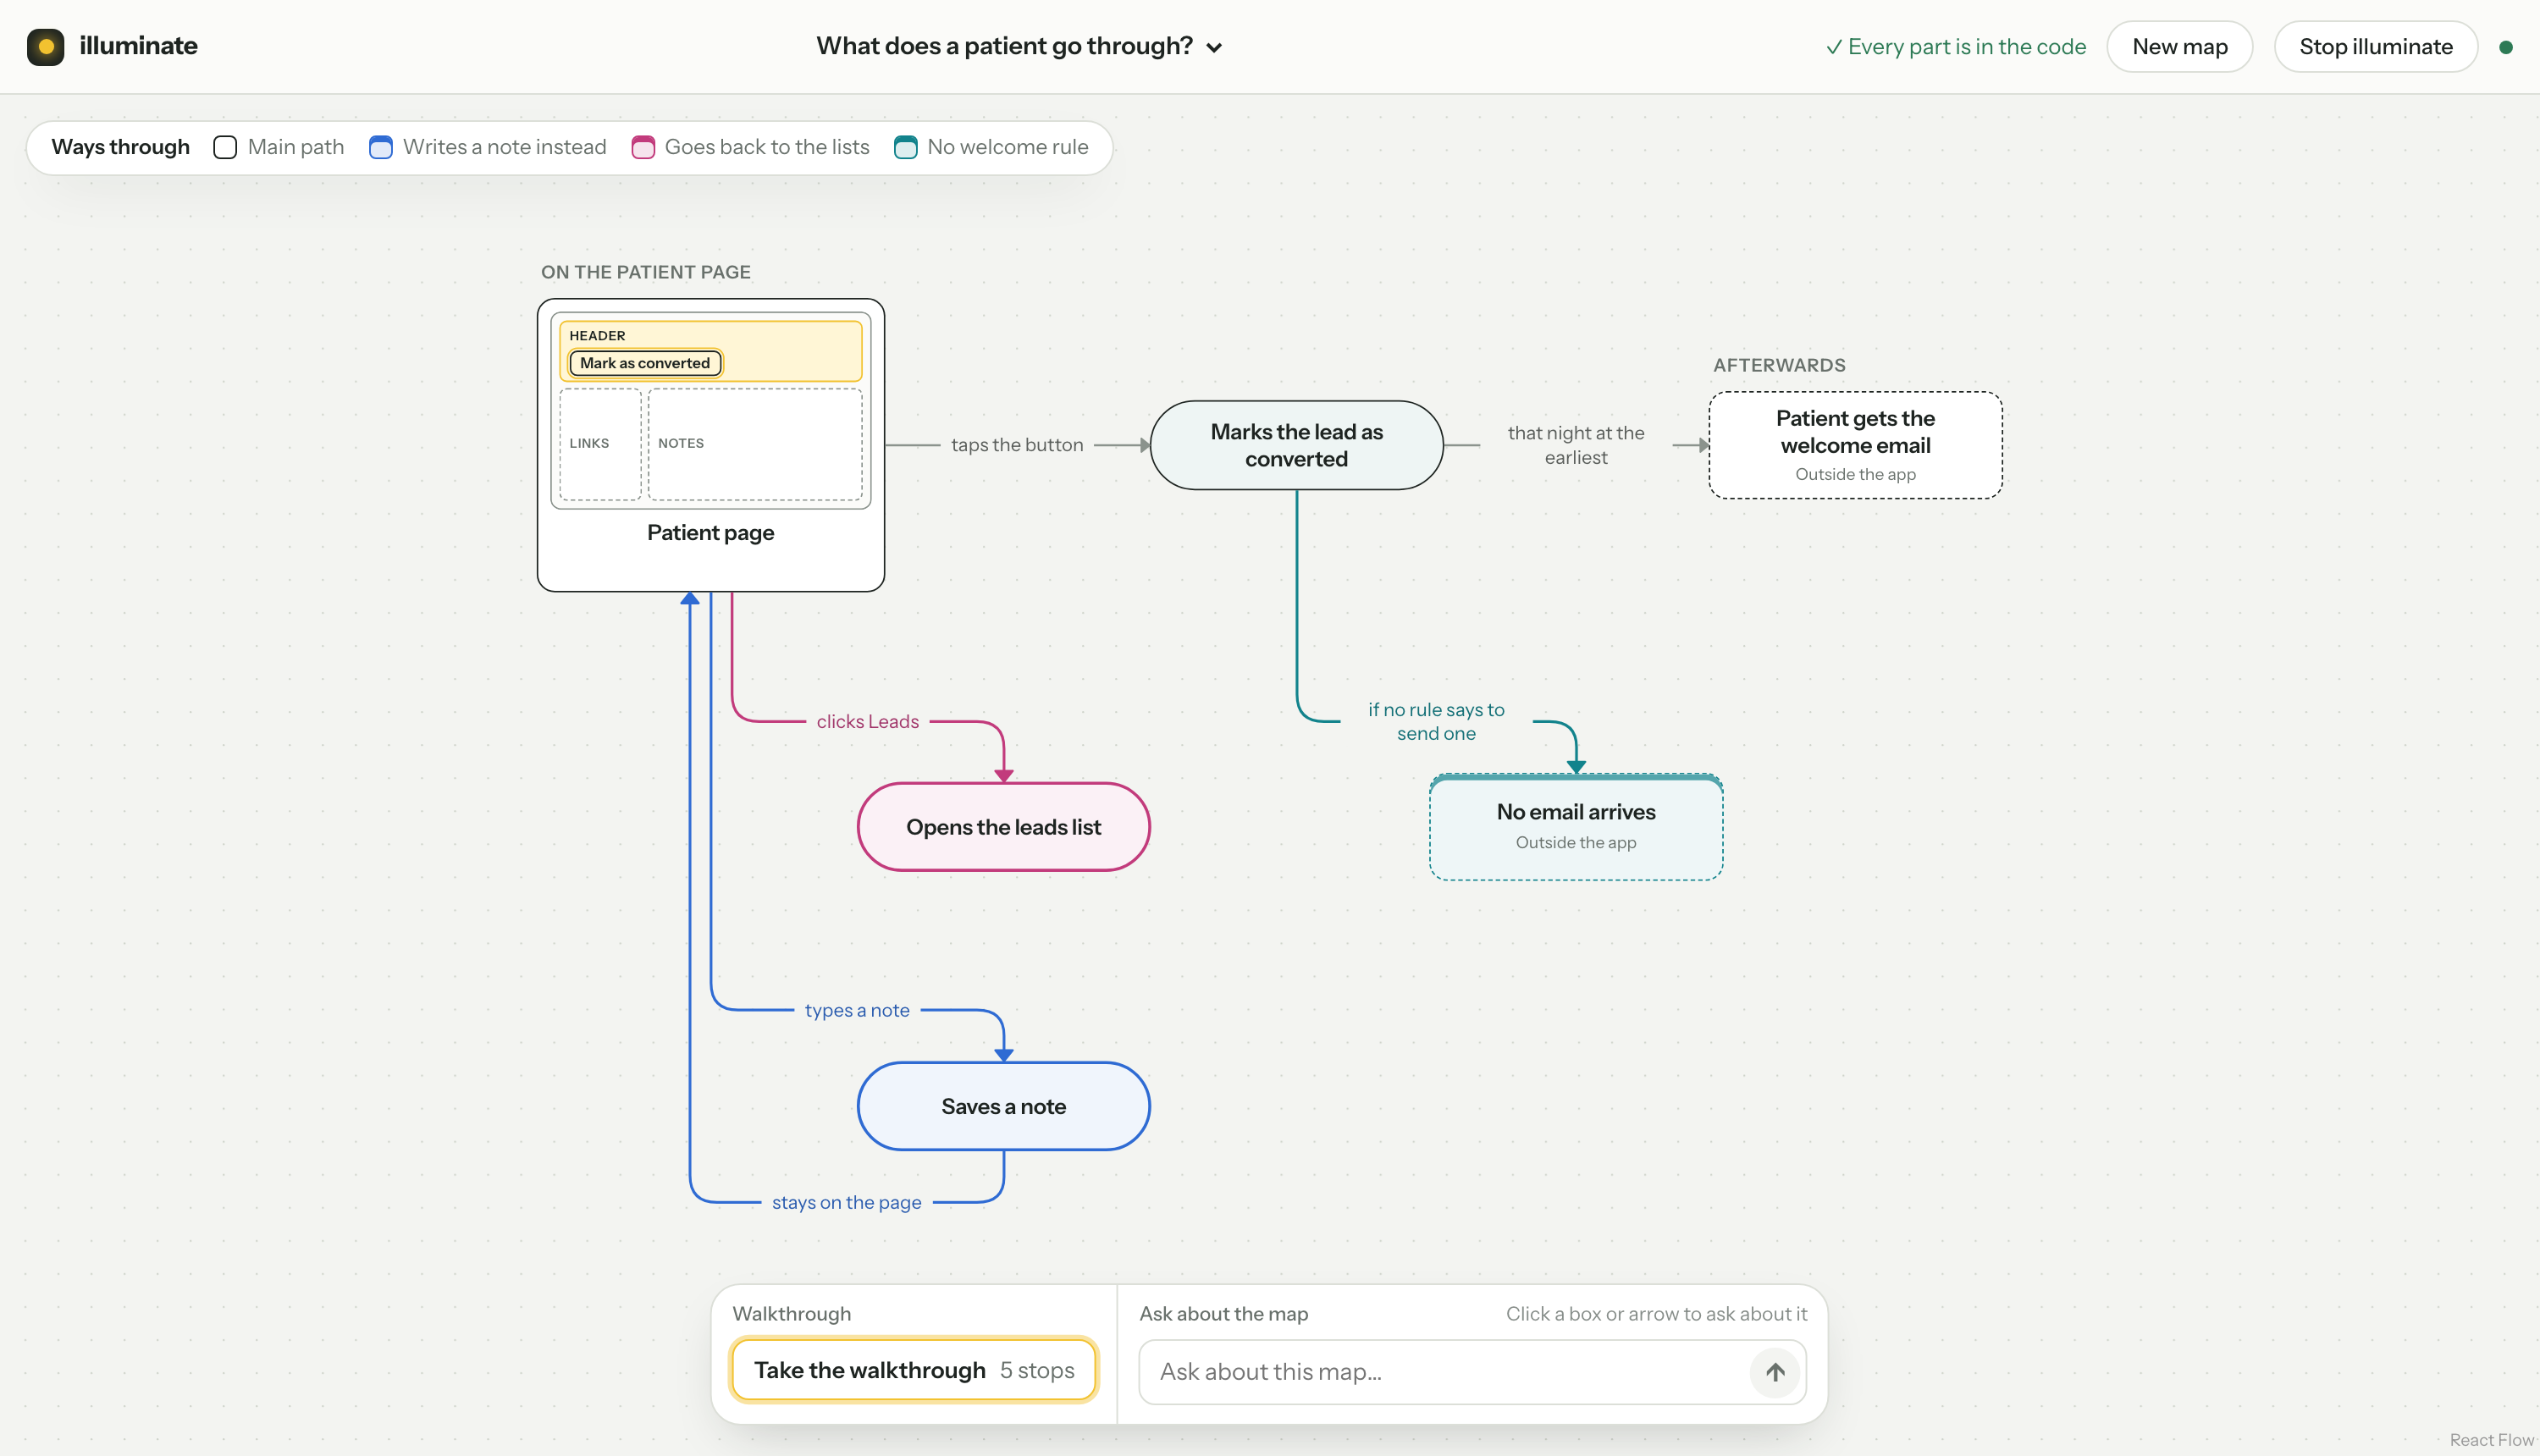 illuminate
What does a patient go through?
✓ Every part is in the code
New map
Stop illuminate
Ways through
Main path
Writes a note instead
Goes back to the lists
No welcome rule
ON THE PATIENT PAGE
HEADER
Mark as converted
LINKS
NOTES
Patient page
taps the button
Marks the lead as
converted
that night at the
earliest
AFTERWARDS
Patient gets the
welcome email
Outside the app
clicks Leads
if no rule says to
send one
Opens the leads list
No email arrives
Outside the app
types a note
Saves a note
stays on the page
Walkthrough
Take the walkthrough 5 stops
Ask about the map
Click a box or arrow to ask about it
Ask about this map...
React Flow